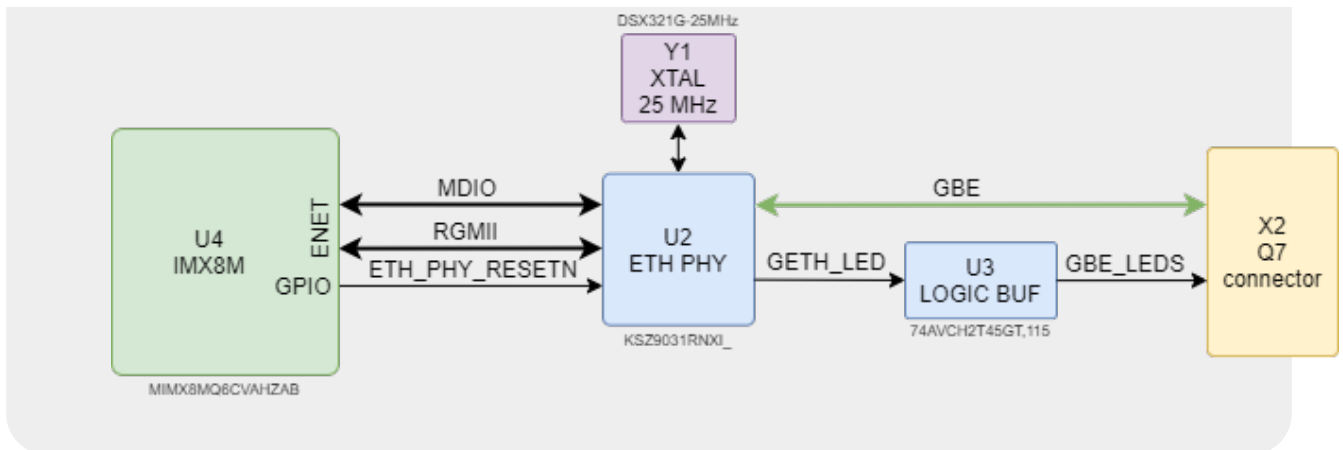 DSX321G-25MHz
Y1
XTAL
25 MHz
U4
IMX8M
ENET
GPIO
MIMX8MQ6CVAHZAB
MDIO
RGMII
ETH_PHY_RESETN
U2
ETH PHY
KSZ9031RNXI_
GBE
GETH_LED
U3
LOGIC BUF
74AVCH2T45GT,115
GBE_LEDS
X2
Q7
connector